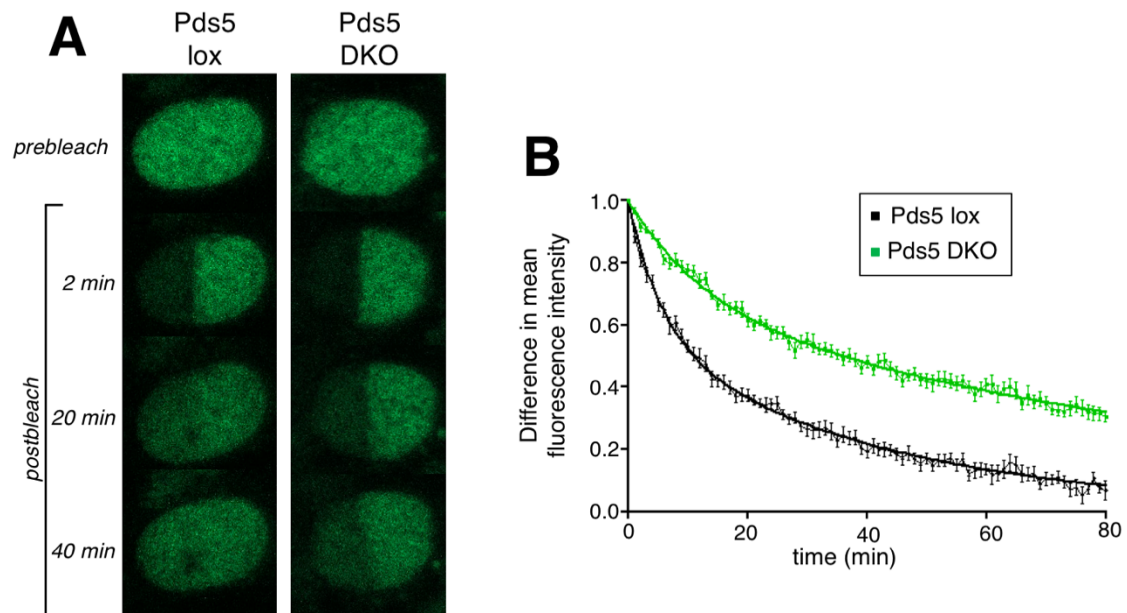 A
Pds5
lox
Pds5
DKO
prebleach
postbleach
2 min
20 min
40 min
B
Difference in mean
fluorescence intensity
1.0
0.8
0.6
0.4
0.2
0.0
0
20
40
60
80
time (min)
Pds5 lox
Pds5 DKO